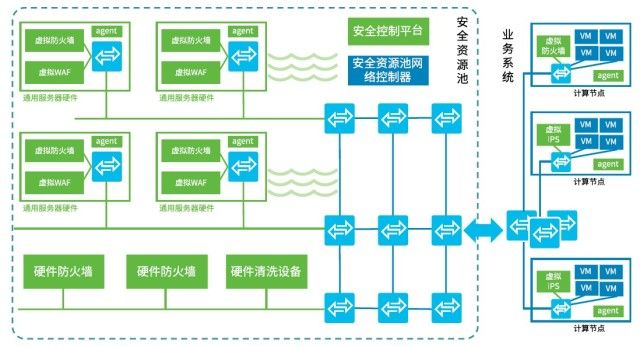 agent
虚拟防火墙
虚拟WAF
通用服务器硬件
agent
虚拟防火墙
虚拟WAF
通用服务器硬件
安全控制平台
安全资源池网
络控制器
安全资源池
agent
虚拟防火墙
虚拟WAF
通用服务器硬件
agent
虚拟防火墙
虚拟WAF
通用服务器硬件
硬件防火墙
硬件防火墙
硬件清洗设备
业务系统
虚拟
防火墙
VM
VM
VM
VM
agent
计算节点
虚拟
IPS
VM
VM
VM
VM
agent
计算节点
虚拟
IPS
VM
VM
VM
VM
agent
计算节点